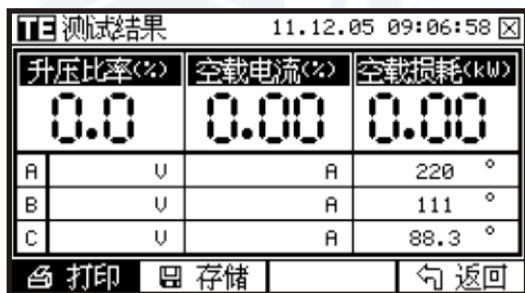 TE 测试结果 11.12.05 09:06:58
升压比率(%) 空载电流(%) 空载损耗(kW)
0.0 0.00 0.00
A V A 220 °
B V A 111 °
C V A 88.3 °
打印 存储 返回